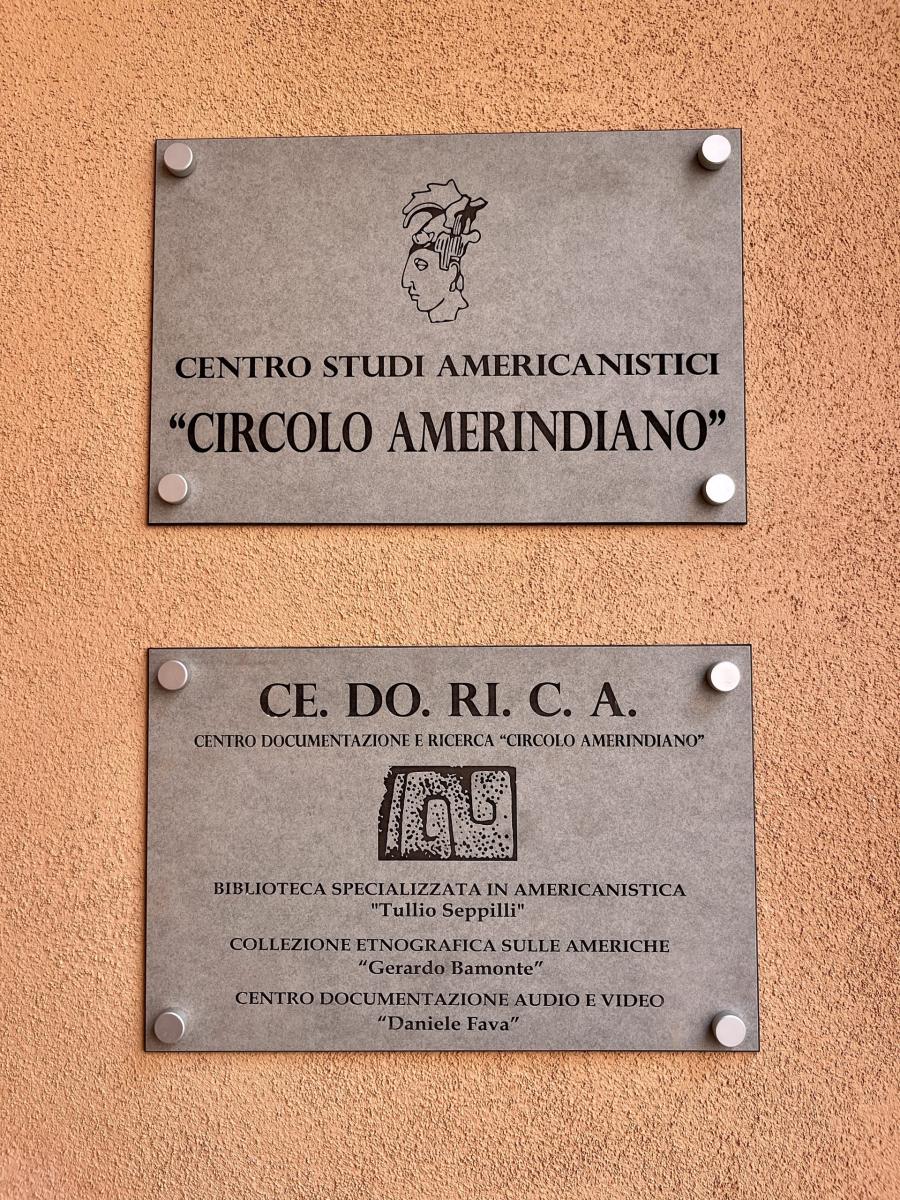 CENTRO STUDI AMERICANISTICI
“CIRCOLO AMERINDIANO”
CE. DO. RI. C. A.
CENTRO DOCUMENTAZIONE E RICERCA “CIRCOLO AMERINDIANO”
BIBLIOTECA SPECIALIZZATA IN AMERICANISTICA
"Tullio Seppilli"
COLLEZIONE ETNOGRAFICA SULLE AMERICHE
“Gerardo Bamonte”
CENTRO DOCUMENTAZIONE AUDIO E VIDEO
“Daniele Fava”